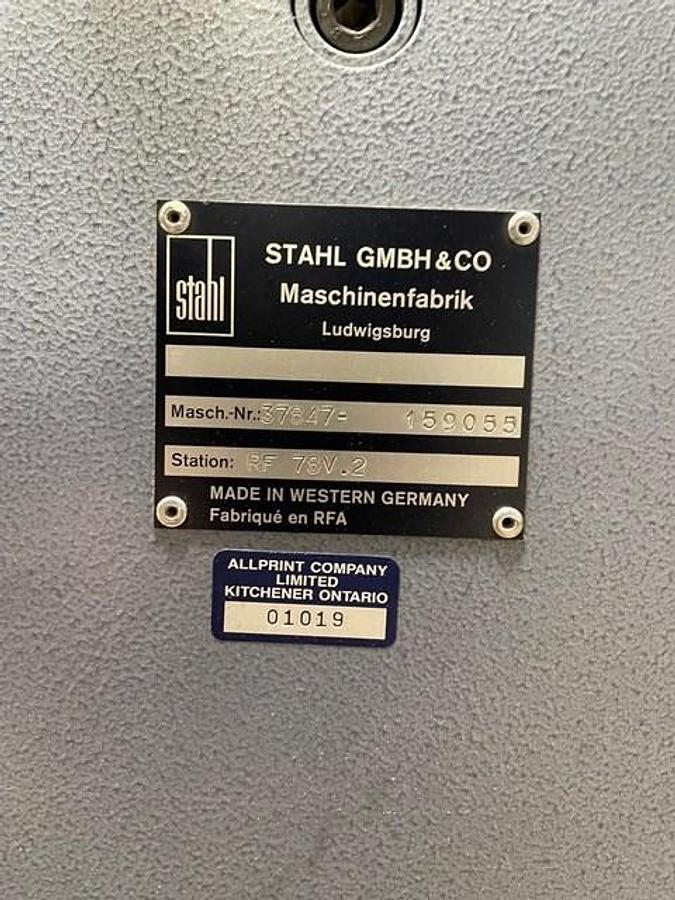 stahl
STAHL GMBH & CO
Maschinenfabrik
Ludwigsburg
Masch.-Nr.: 37847- 159055
Station: RF 78V.2
MADE IN WESTERN GERMANY
Fabriqué en RFA
ALLPRINT COMPANY
LIMITED
KITCHENER ONTARIO
01019